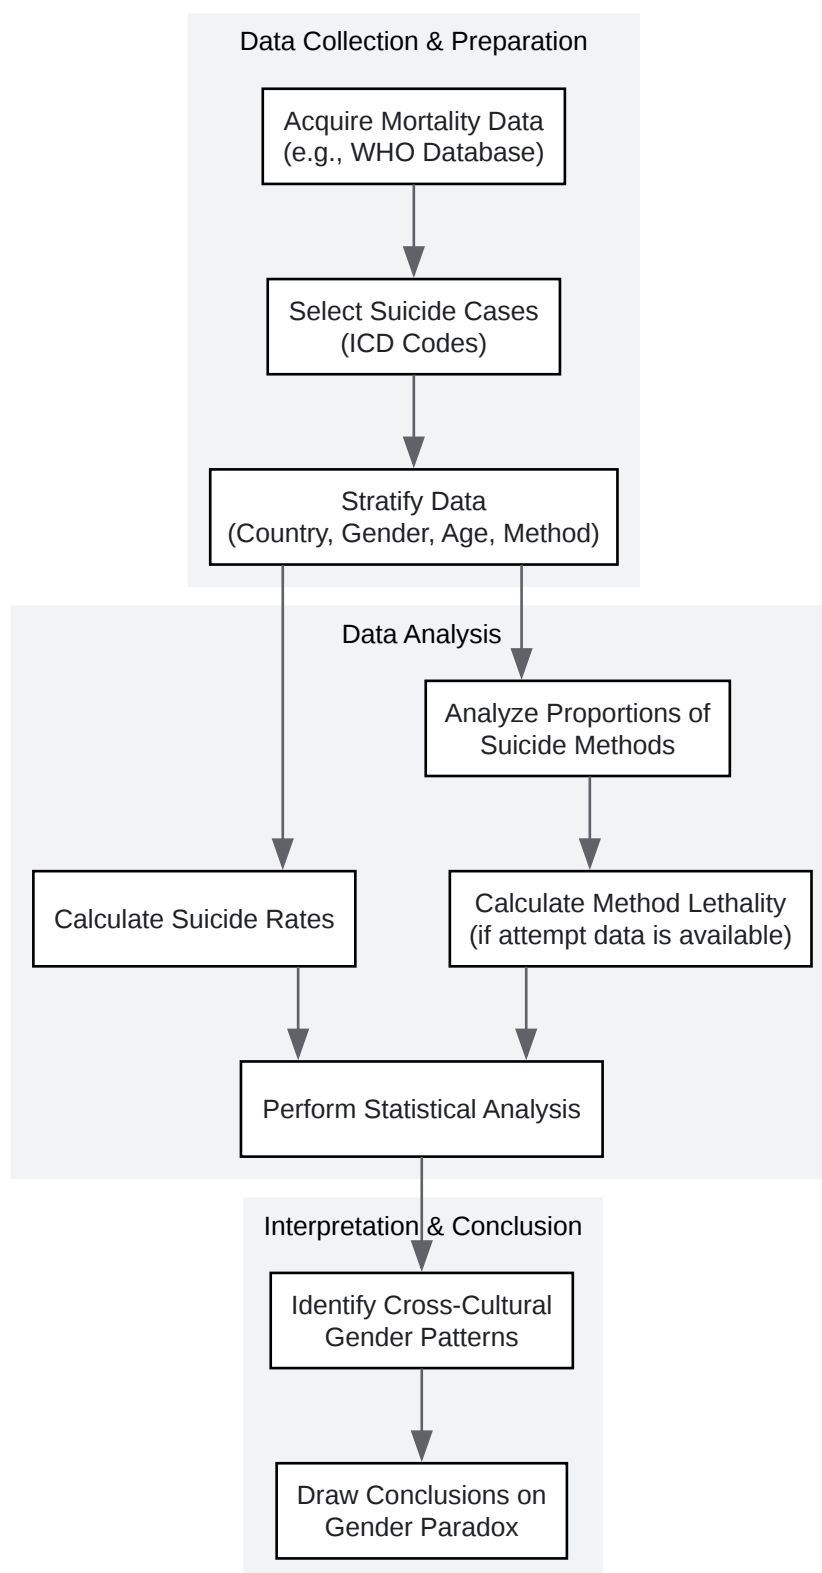 Data Collection & Preparation
Acquire Mortality Data
(e.g., WHO Database)
Select Suicide Cases
(ICD Codes)
Stratify Data
(Country, Gender, Age, Method)
Data Analysis
Analyze Proportions of
Suicide Methods
Calculate Suicide Rates
Calculate Method Lethality
(if attempt data is available)
Perform Statistical Analysis
Interpretation & Conclusion
Identify Cross-Cultural
Gender Patterns
Draw Conclusions on
Gender Paradox